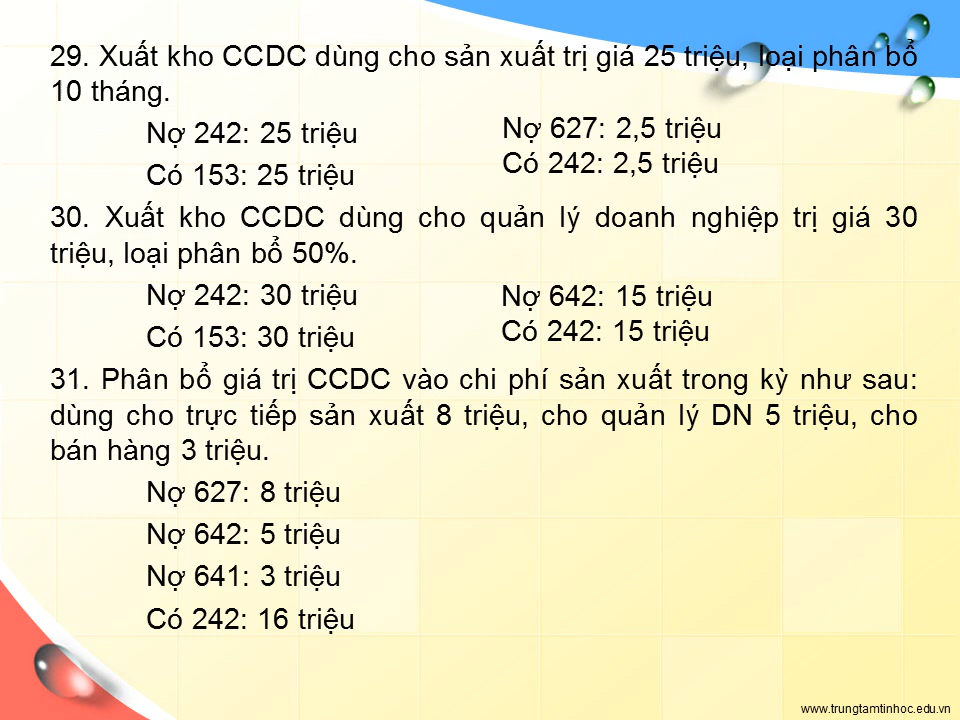 29. Xuất kho CCDC dùng cho sản xuất trị giá 25 triệu, loại phân bổ
10 tháng.
Nợ 242: 25 triệu
Có 153: 25 triệu
Nợ 627: 2,5 triệu
Có 242: 2,5 triệu
30. Xuất kho CCDC dùng cho quản lý doanh nghiệp trị giá 30
triệu, loại phân bổ 50%.
Nợ 242: 30 triệu
Có 153: 30 triệu
Nợ 642: 15 triệu
Có 242: 15 triệu
31. Phân bổ giá trị CCDC vào chi phí sản xuất trong kỳ như sau:
dùng cho trực tiếp sản xuất 8 triệu, cho quản lý DN 5 triệu, cho
bán hàng 3 triệu.
Nợ 627: 8 triệu
Nợ 642: 5 triệu
Nợ 641: 3 triệu
Có 242: 16 triệu
www.trungtamtinhoc.edu.vn